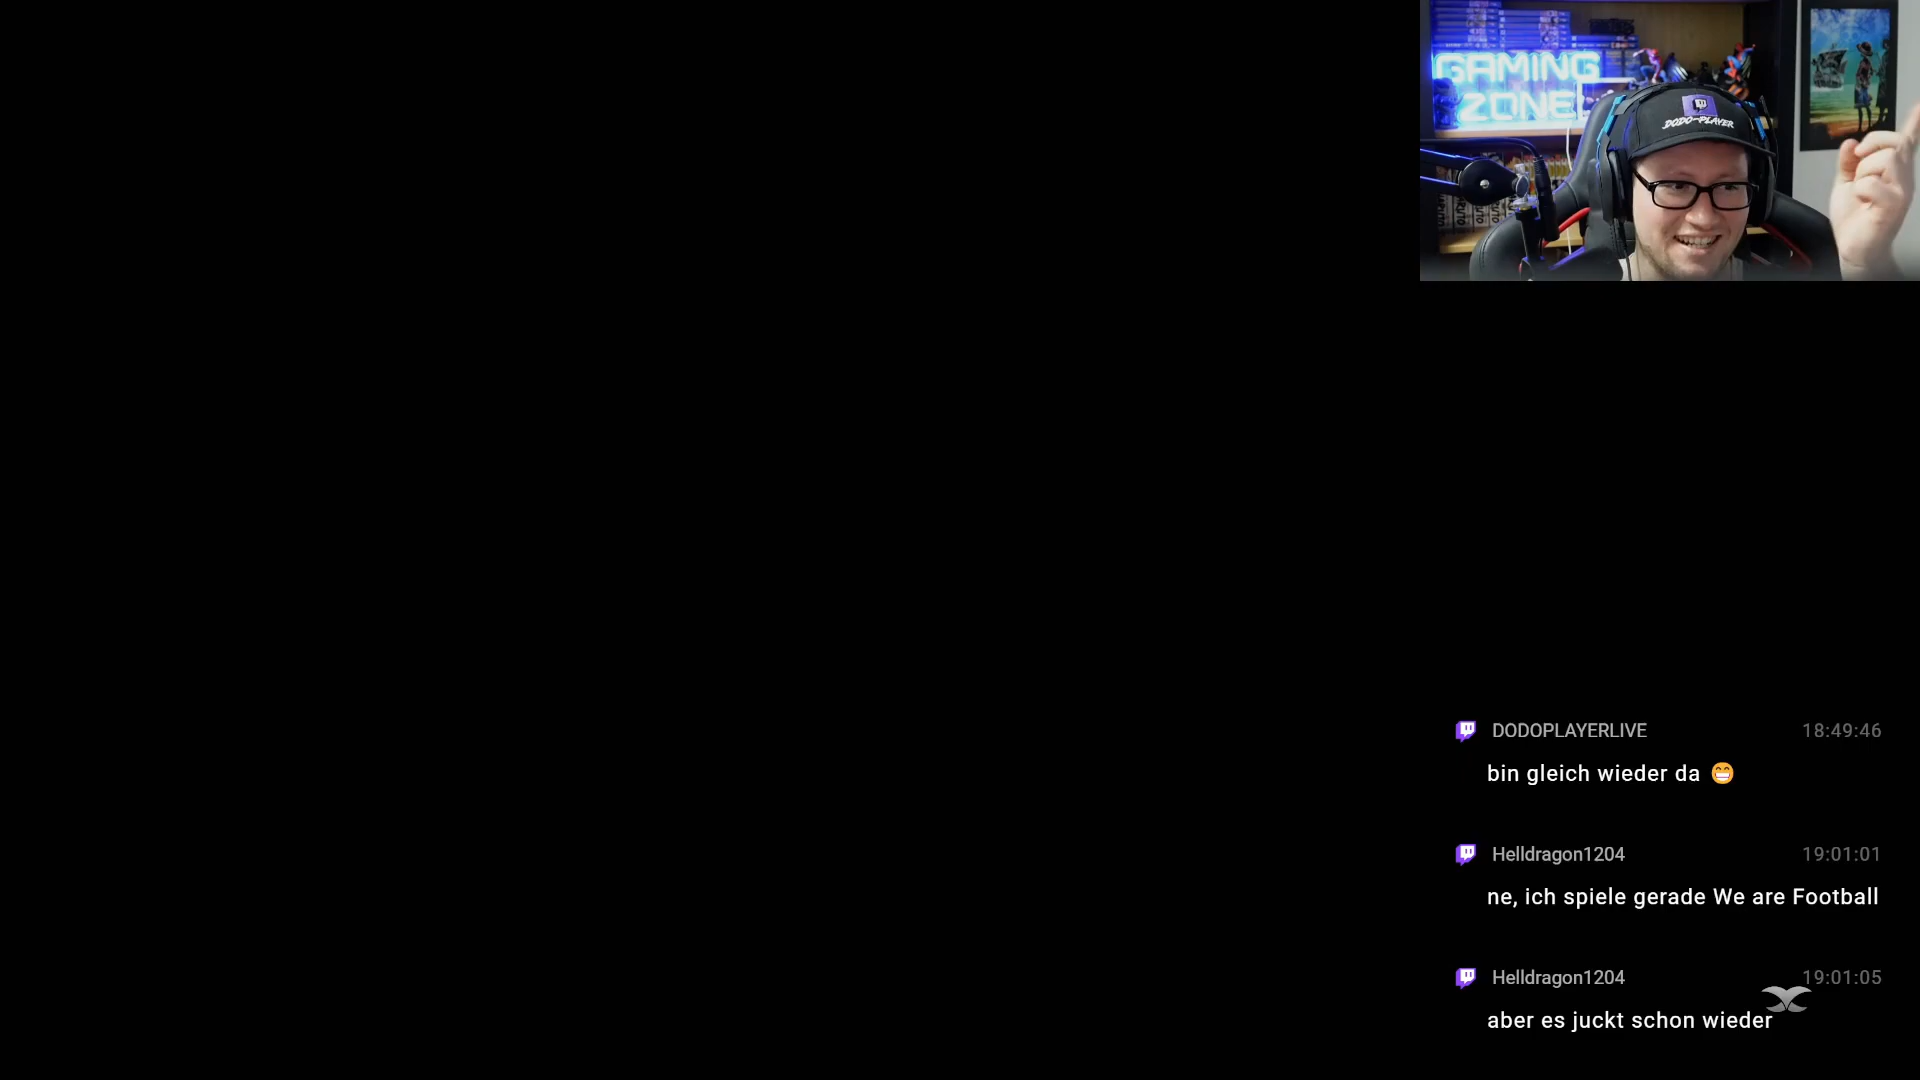 GAMING
ZONE
DODO-PLAYER
DODOPLAYERLIVE 18:49:46
bin gleich wieder da 😁
Helldragon1204 19:01:01
ne, ich spiele gerade We are Football
Helldragon1204 19:01:05
aber es juckt schon wieder